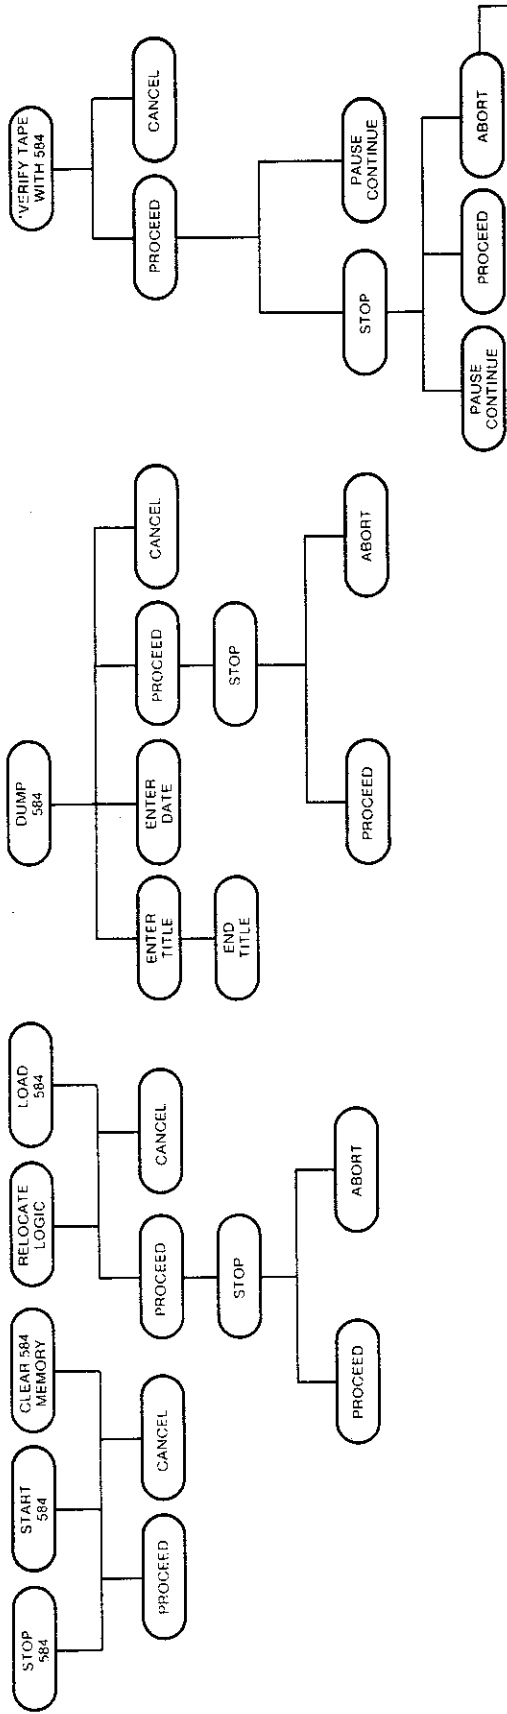 STOP
584
START
584
CLEAR 584
MEMORY
RELOCATE
LOGIC
LOAD
584
PROCEED
CANCEL
PROCEED
CANCEL
STOP
PROCEED
ABORT
DUMP
584
ENTER
TITLE
ENTER
DATE
PROCEED
CANCEL
END
TITLE
STOP
PROCEED
ABORT
VERIFY TAPE
WITH 584
PROCEED
CANCEL
STOP
PAUSE
CONTINUE
PAUSE
CONTINUE
PROCEED
ABORT